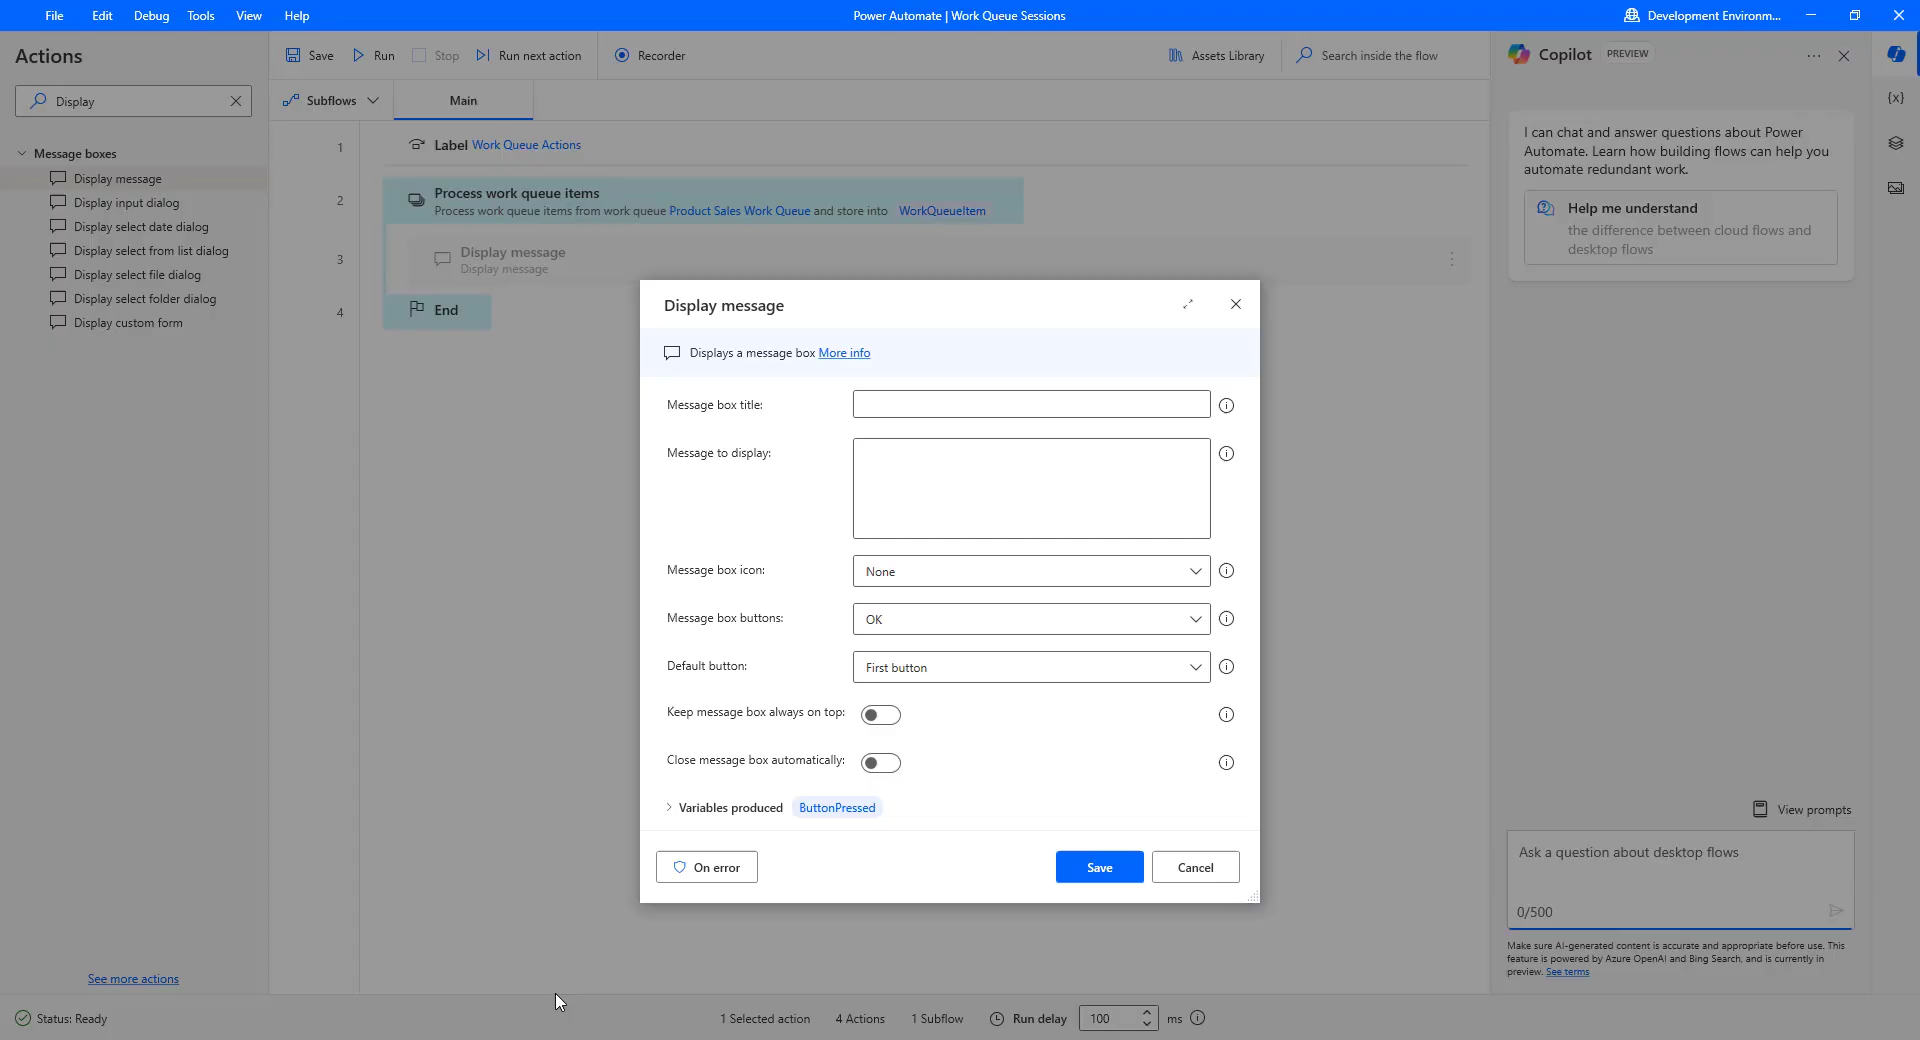 File Edit Debug Tools View Help
Power Automate | Work Queue Sessions
Development Environm...
Actions
Display
Message boxes
Display message
Display input dialog
Display select date dialog
Display select from list dialog
Display select file dialog
Display select folder dialog
Display custom form
See more actions
Save Run Stop Run next action Recorder
Assets Library
Search inside the flow
Subflows Main
1 Label Work Queue Actions
2 Process work queue items
Process work queue items from work queue Product Sales Work Queue and store into WorkQueueItem
3 Display message
Display message
4 End
Display message
Displays a message box More info
Message box title:
Message to display:
Message box icon: None
Message box buttons: OK
Default button: First button
Keep message box always on top:
Close message box automatically:
Variables produced ButtonPressed
On error Save Cancel
Copilot PREVIEW
I can chat and answer questions about Power
Automate. Learn how building flows can help you
automate redundant work.
Help me understand
the difference between cloud flows and
desktop flows
View prompts
Ask a question about desktop flows
0/500
Make sure AI-generated content is accurate and appropriate before use. This
feature is powered by Azure OpenAI and Bing Search, and is currently in
preview. See terms
{x}
Status: Ready
1 Selected action 4 Actions 1 Subflow Run delay 100 ms